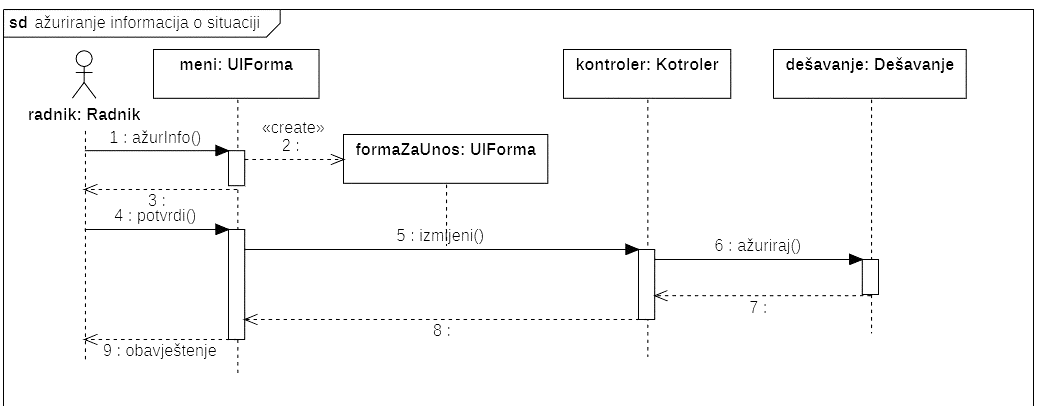 sd ažuriranje informacija o situaciji
meni: UIForma
kontroler: Kotroler
dešavanje: Dešavanje
radnik: Radnik
1 : ažurInfo()
«create»
2 :
formaZaUnos: UIForma
3 :
4 : potvrdi()
5 : izmijeni()
6 : ažuriraj()
7 :
8 :
9 : obavještenje